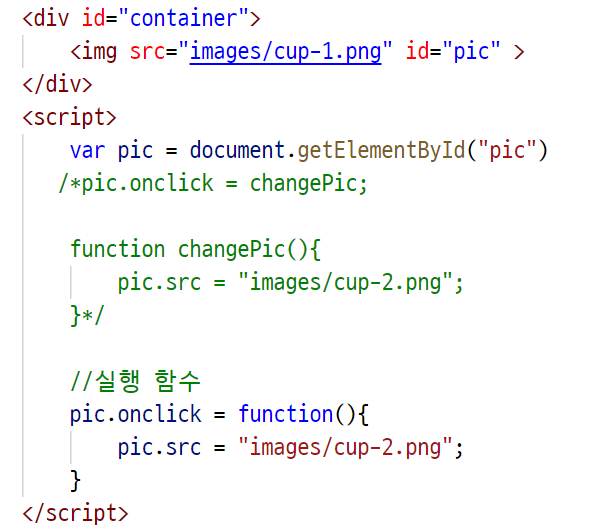 <div id="container">
<img src="images/cup-1.png" id="pic" >
</div>
<script>
var pic = document.getElementById("pic")
/*pic.onclick = changePic;
function changePic(){
pic.src = "images/cup-2.png";
}*/
//실행 함수
pic.onclick = function(){
pic.src = "images/cup-2.png";
}
</script>